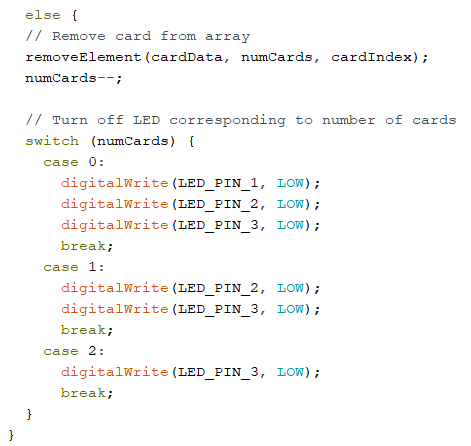 else {
// Remove card from array
removeElement(cardData, numCards, cardIndex);
numCards--;
// Turn off LED corresponding to number of cards
switch (numCards) {
case 0:
digitalWrite(LED_PIN_1, LOW);
digitalWrite(LED_PIN_2, LOW);
digitalWrite(LED_PIN_3, LOW);
break;
case 1:
digitalWrite(LED_PIN_2, LOW);
digitalWrite(LED_PIN_3, LOW);
break;
case 2:
digitalWrite(LED_PIN_3, LOW);
break;
}
}